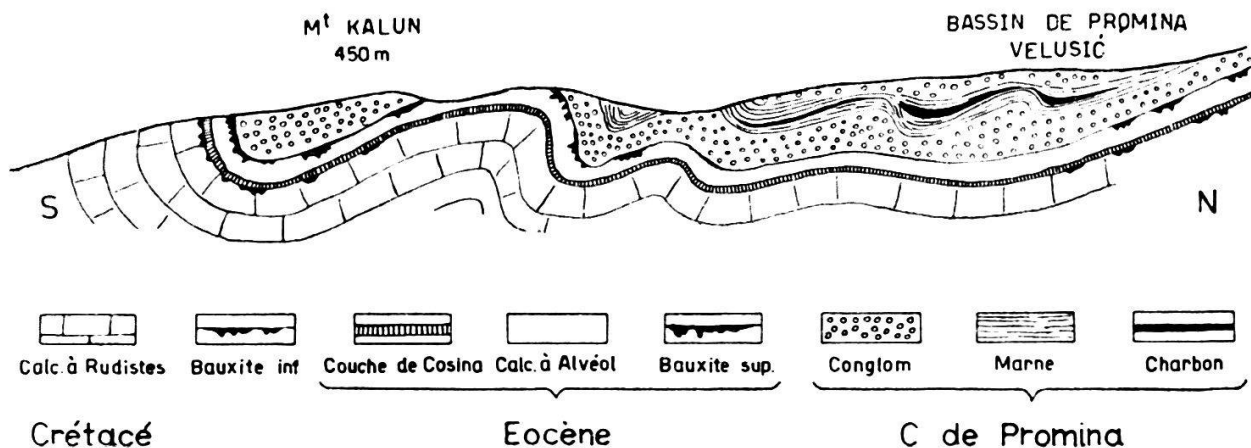 Mt KALUN
450 m
BASSIN DE PROMINA
VELUSIĆ
S
N
Calc. à Rudistes
Bauxite inf
Couche de Cosina
Calc. à Alvéol
Bauxite sup.
Conglom
Marne
Charbon
Crétacé
Eocène
C de Promina